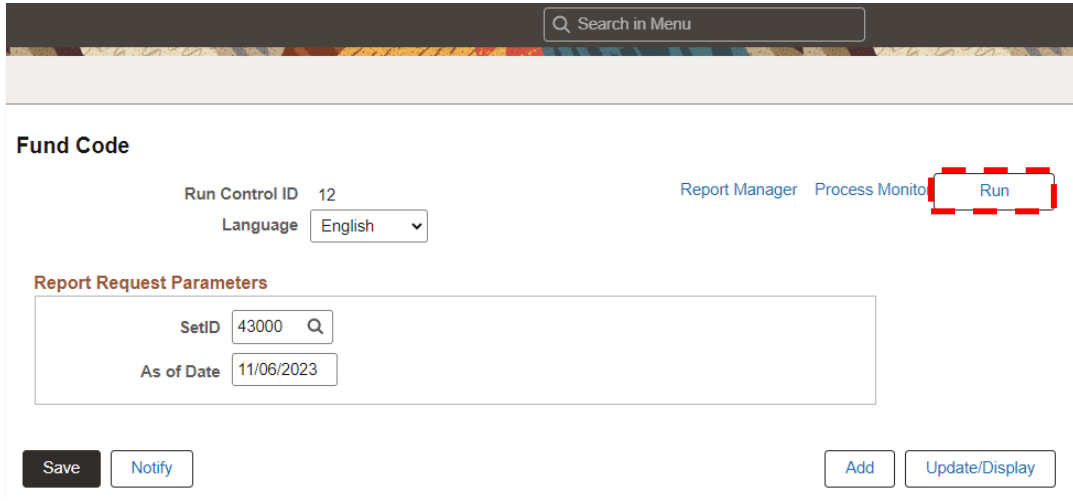 Search in Menu
Fund Code
Run Control ID 12
Report Manager Process Monitor Run
Language English
Report Request Parameters
SetID 43000
As of Date 11/06/2023
Save Notify Add Update/Display